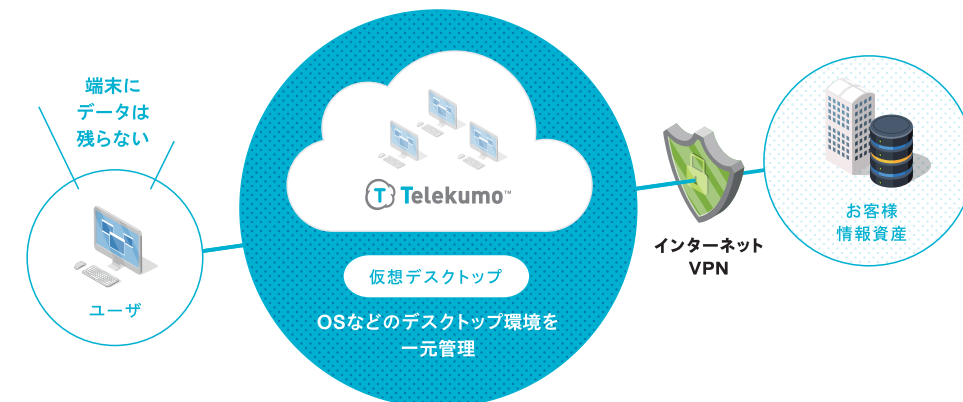 端末に
データは
残らない
ユーザ
T Telekumo™
仮想デスクトップ
OSなどのデスクトップ環境を
一元管理
インターネット
VPN
お客様
情報資産